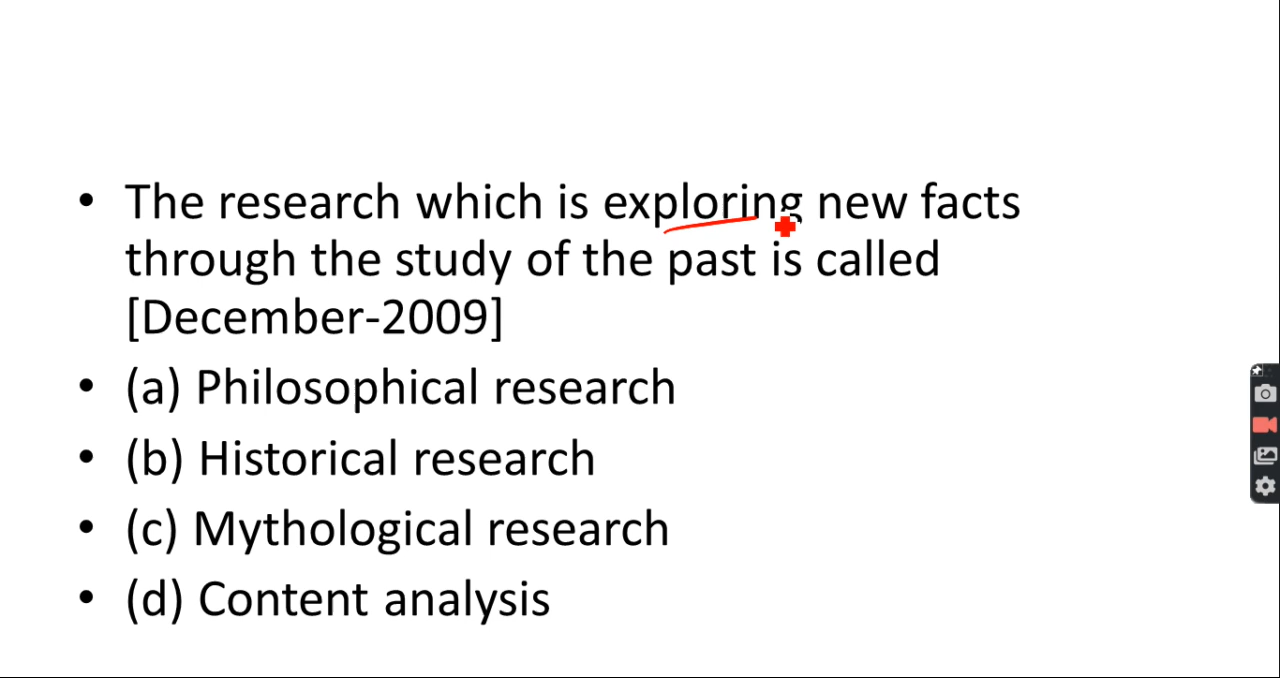 • The research which is exploring new facts
through the study of the past is called
[December-2009]
• (a) Philosophical research
• (b) Historical research
• (c) Mythological research
• (d) Content analysis